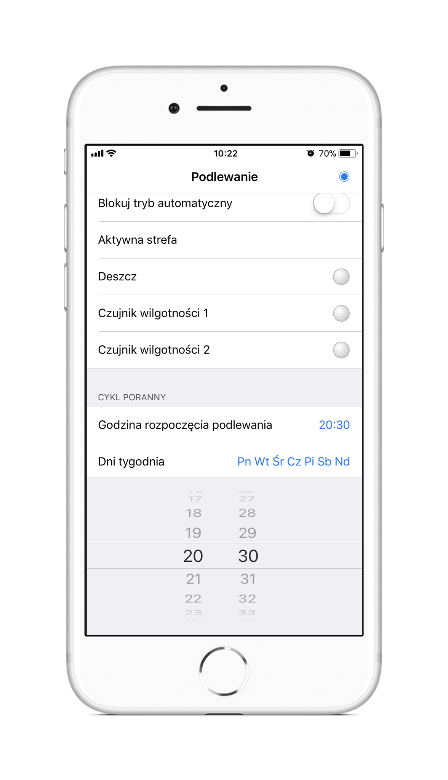 10:22 70%
Podlewanie
Blokuj tryb automatyczny
Aktywna strefa
Deszcz
Czujnik wilgotności 1
Czujnik wilgotności 2
CYKL PORANNY
Godzina rozpoczęcia podlewania 20:30
Dni tygodnia Pn Wt Śr Cz Pi Sb Nd
17 27
18 28
19 29
20 30
21 31
22 32
23 33